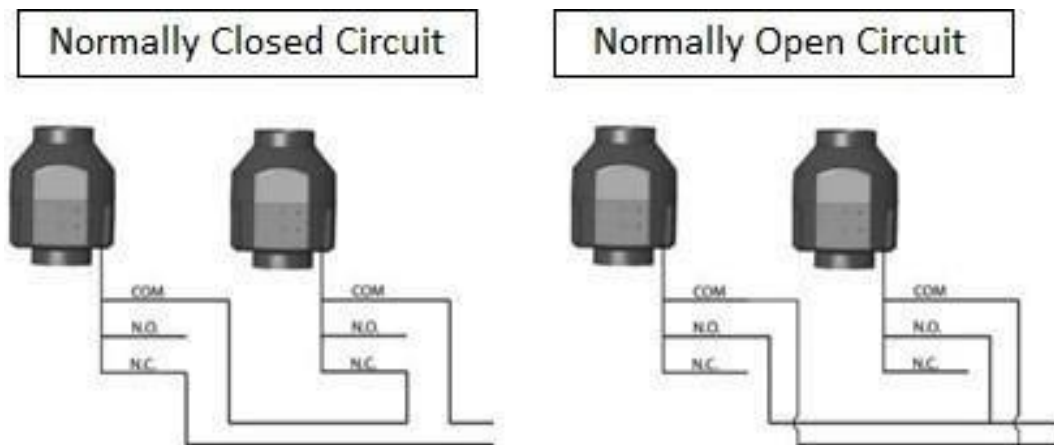 Normally Closed Circuit
Normally Open Circuit
COM
N.O.
N.C.
COM
N.O.
N.C.
COM
N.O.
N.C.
COM
N.O.
N.C.